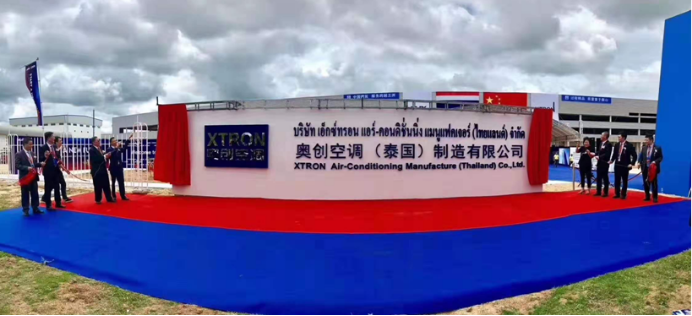 XTRON
奥创空调
บริษัท เอ็กซ์ทรอน แอร์-คอนดิชั่นนิ่ง แมนูแฟคเจอร์ (ไทยแลนด์) จำกัด
奥创空调（泰国）制造有限公司
XTRON Air-Conditioning Manufacture (Thailand) Co.,Ltd.